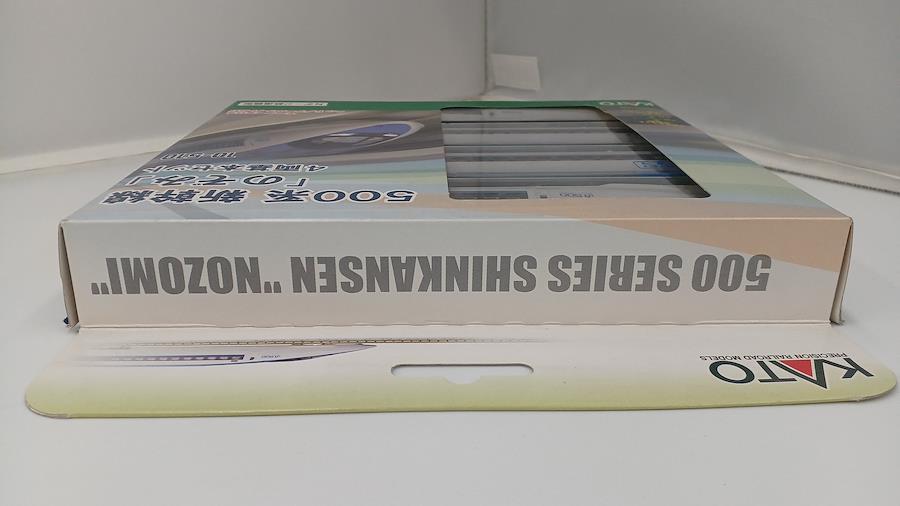 KATO
500系 新幹線
「のぞみ」
4両基本セット
10-510
500 SERIES SHINKANSEN "NOZOMI"
KATO
PRECISION RAILROAD MODELS